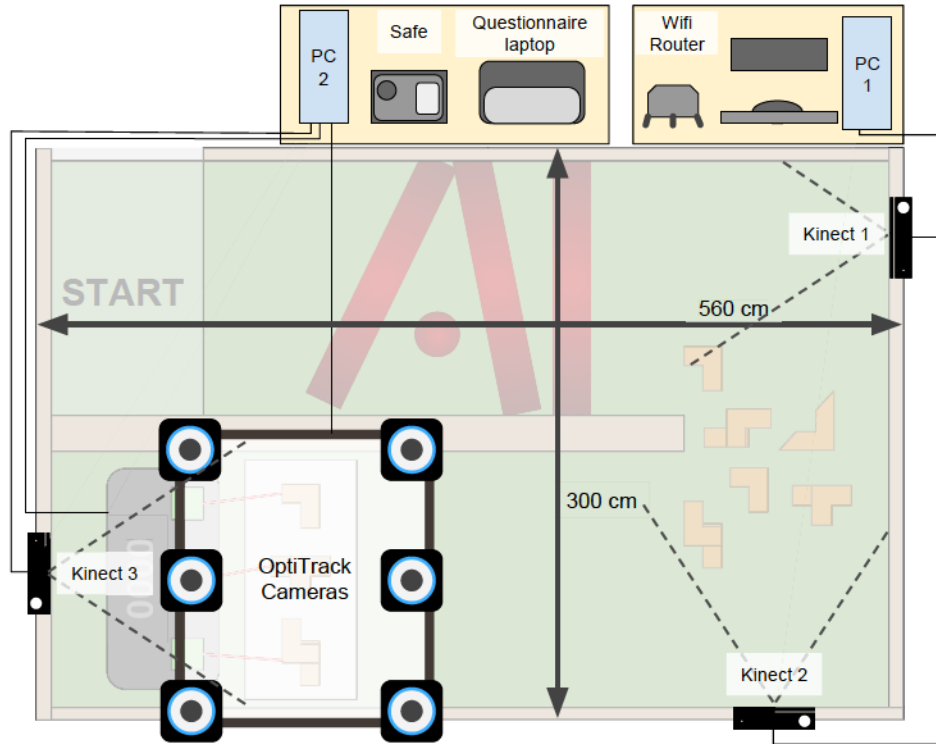 PC
2
Safe
Questionnaire
laptop
Wifi
Router
PC
1
Kinect 1
START
560 cm
300 cm
OptiTrack
Cameras
Kinect 3
Kinect 2